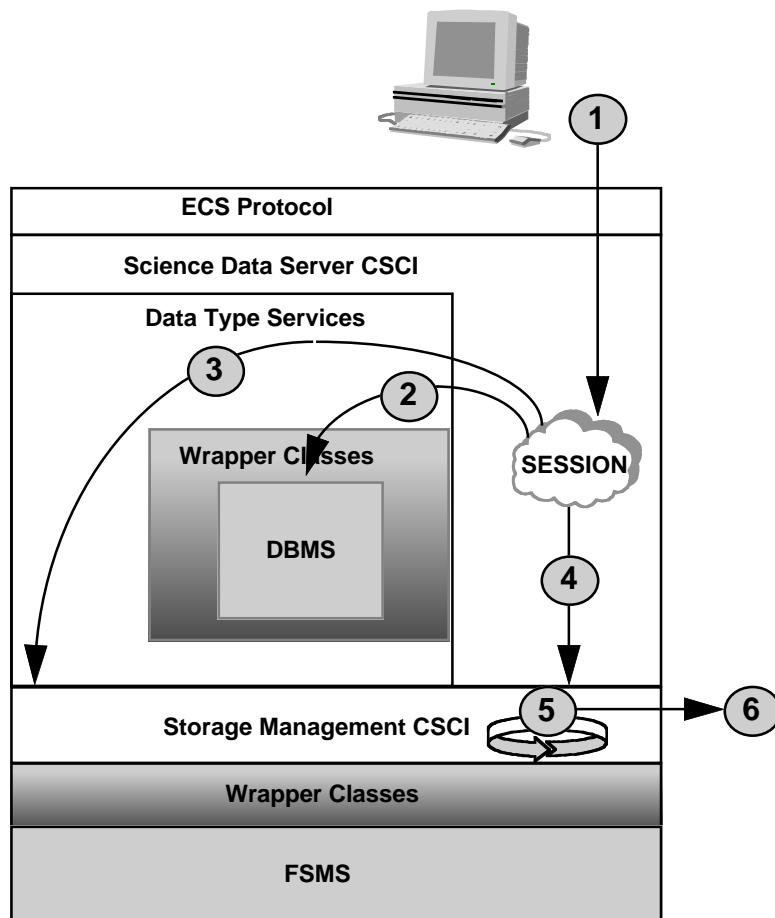 1
ECS Protocol
Science Data Server CSCI
Data Type Services
3
2
Wrapper Classes
SESSION
DBMS
4
5
6
Storage Management CSCI
Wrapper Classes
FSMS